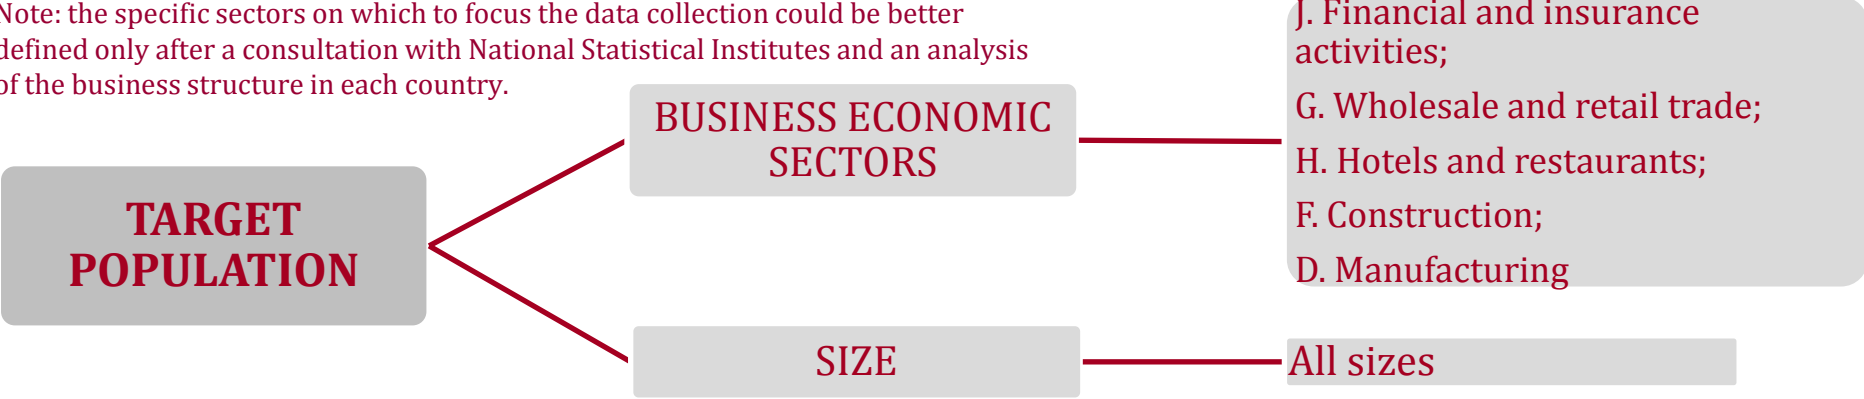 Note: the specific sectors on which to focus the data collection could be better
defined only after a consultation with National Statistical Institutes and an analysis
of the business structure in each country.
TARGET
POPULATION
BUSINESS ECONOMIC
SECTORS
J. Financial and insurance
activities;
G. Wholesale and retail trade;
H. Hotels and restaurants;
F. Construction;
D. Manufacturing
SIZE
All sizes